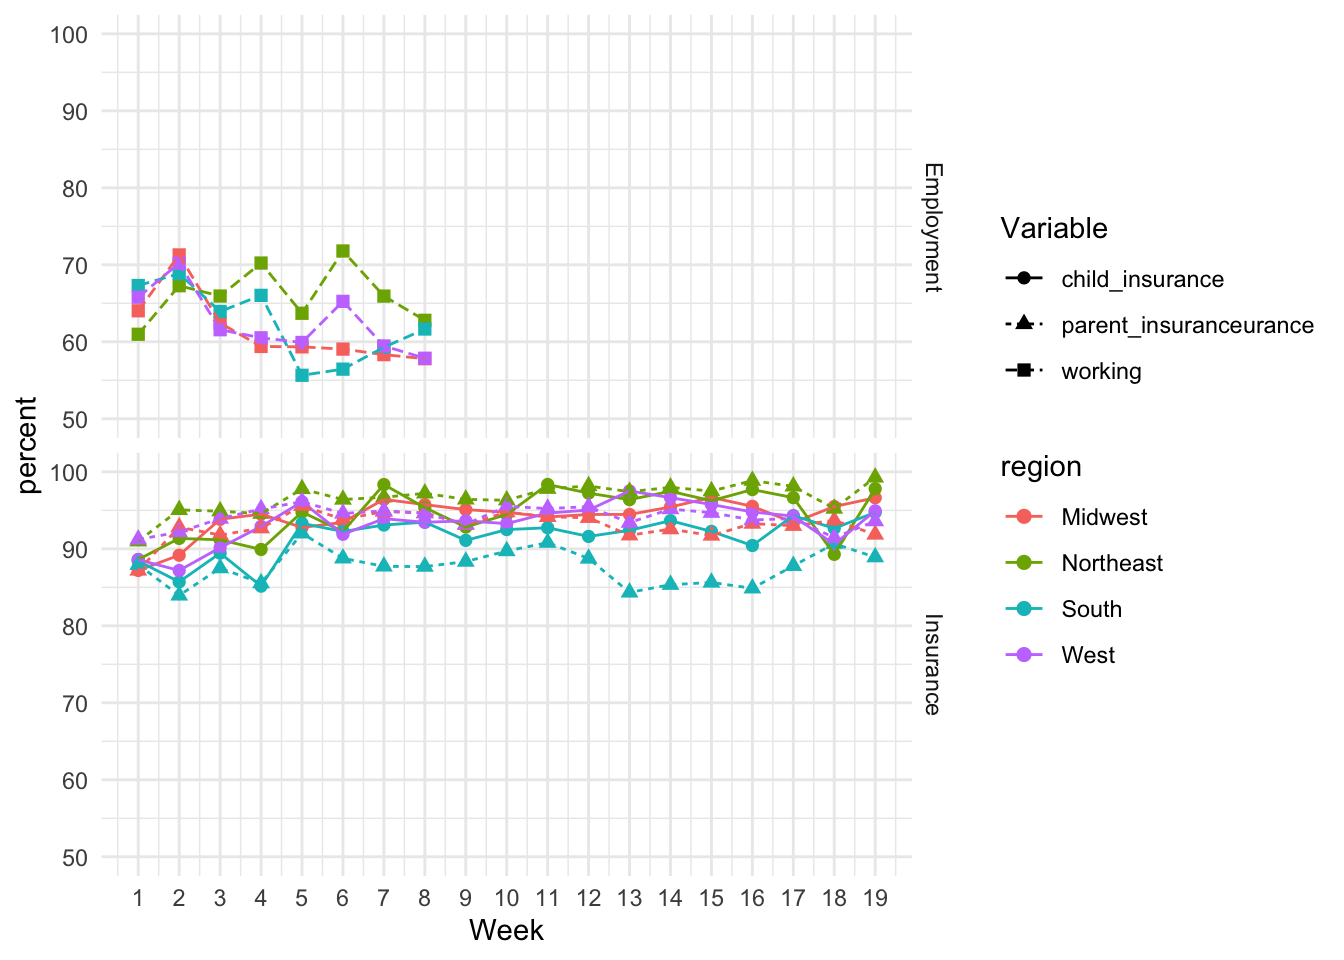 100
90
80
70
60
50
Employment
100
90
80
70
60
50
Insurance
percent
1 2 3 4 5 6 7 8 9 10 11 12 13 14 15 16 17 18 19
Week
Variable
child_insurance
parent_insuranceurance
working
region
Midwest
Northeast
South
West